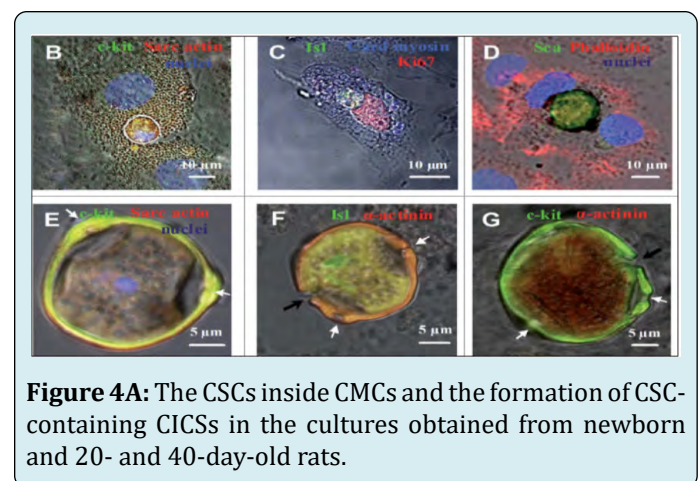 B c-kit Sarc actin
nuclei
10 μm
C Isl Card myosin
Ki67
10 μm
D Sca Phalloidin
nuclei
10 μm
E c-kit Sarc actin
nuclei
5 μm
F Isl α-actinin
5 μm
G c-kit α-actinin
5 μm
Figure 4A: The CSCs inside CMCs and the formation of CSC-
containing CICSs in the cultures obtained from newborn
and 20- and 40-day-old rats.